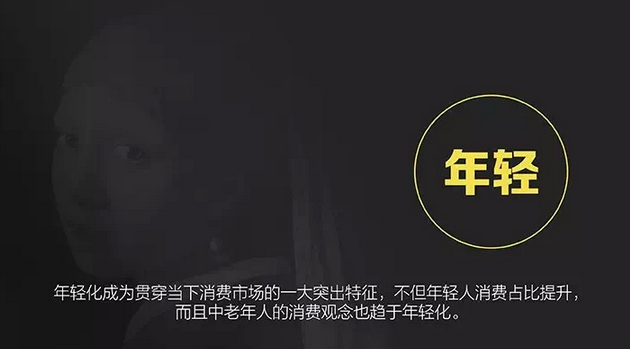 年轻
年轻化成为贯穿当下消费市场的一大突出特征，不但年轻人消费占比提升，
而且中老年人的消费观念也趋于年轻化。